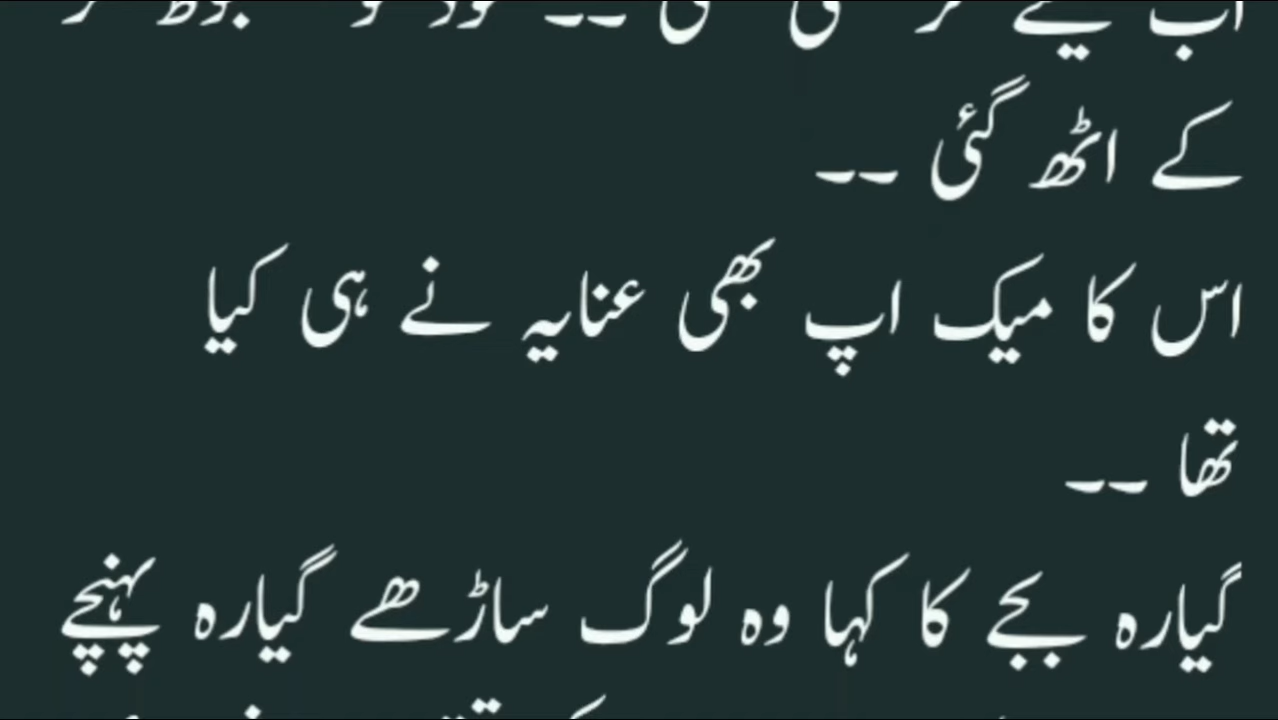 کے اٹھ گئی --
اس کا میک اپ بھی عنایہ نے ہی کیا
تھا --
گیارہ بجے کا کہا وہ لوگ ساڑھے گیارہ پہنچے